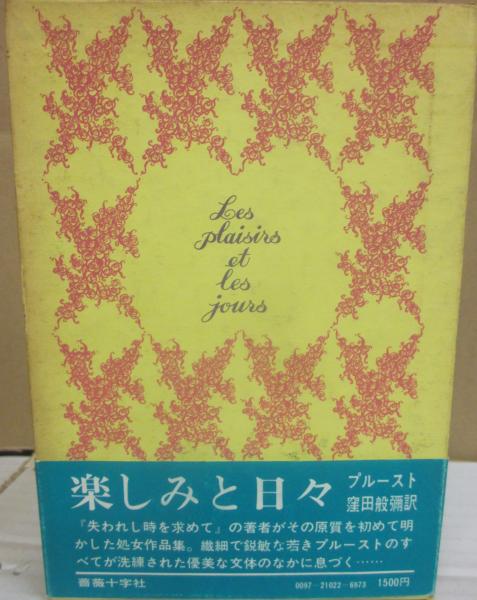 Les
plaisirs
et
les
jours
楽しみと日々
プルースト
窪田般彌訳
『失われし時を求めて』の著者がその原質を初めて明
かした処女作品集。繊細で鋭敏な若きプルーストのす
べてが洗練された優美な文体のなかに息づく……
薔薇十字社
0097-21022-6973
1500円